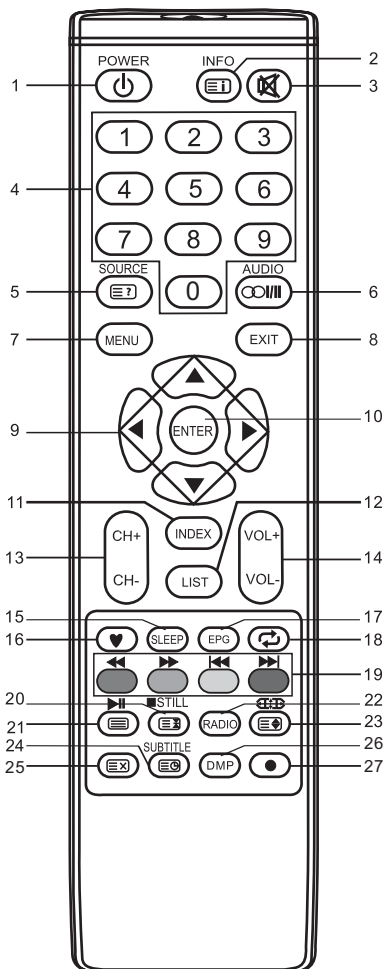 POWER INFO
1 2 3
1 2 3
4 4 5 6
7 8 9
SOURCE AUDIO
5 ? 0 I/II 6
7 MENU EXIT 8
9 ENTER 10
11 INDEX 12
13 CH+ VOL+ 14
CH- LIST VOL-
15 17
16 SLEEP EPG 18
19
20 STILL 22
21 RADIO 23
24 SUBTITLE 26
25 DMP 27